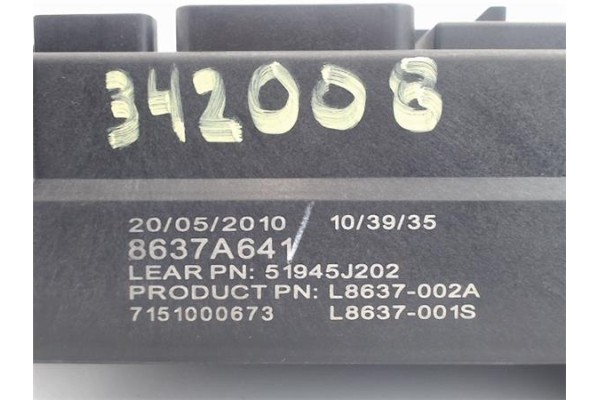 342008
20/05/2010 10/39/35
8637A641
LEAR PN: 51945J202
PRODUCT PN: L8637-002A
7151000673 L8637-001S